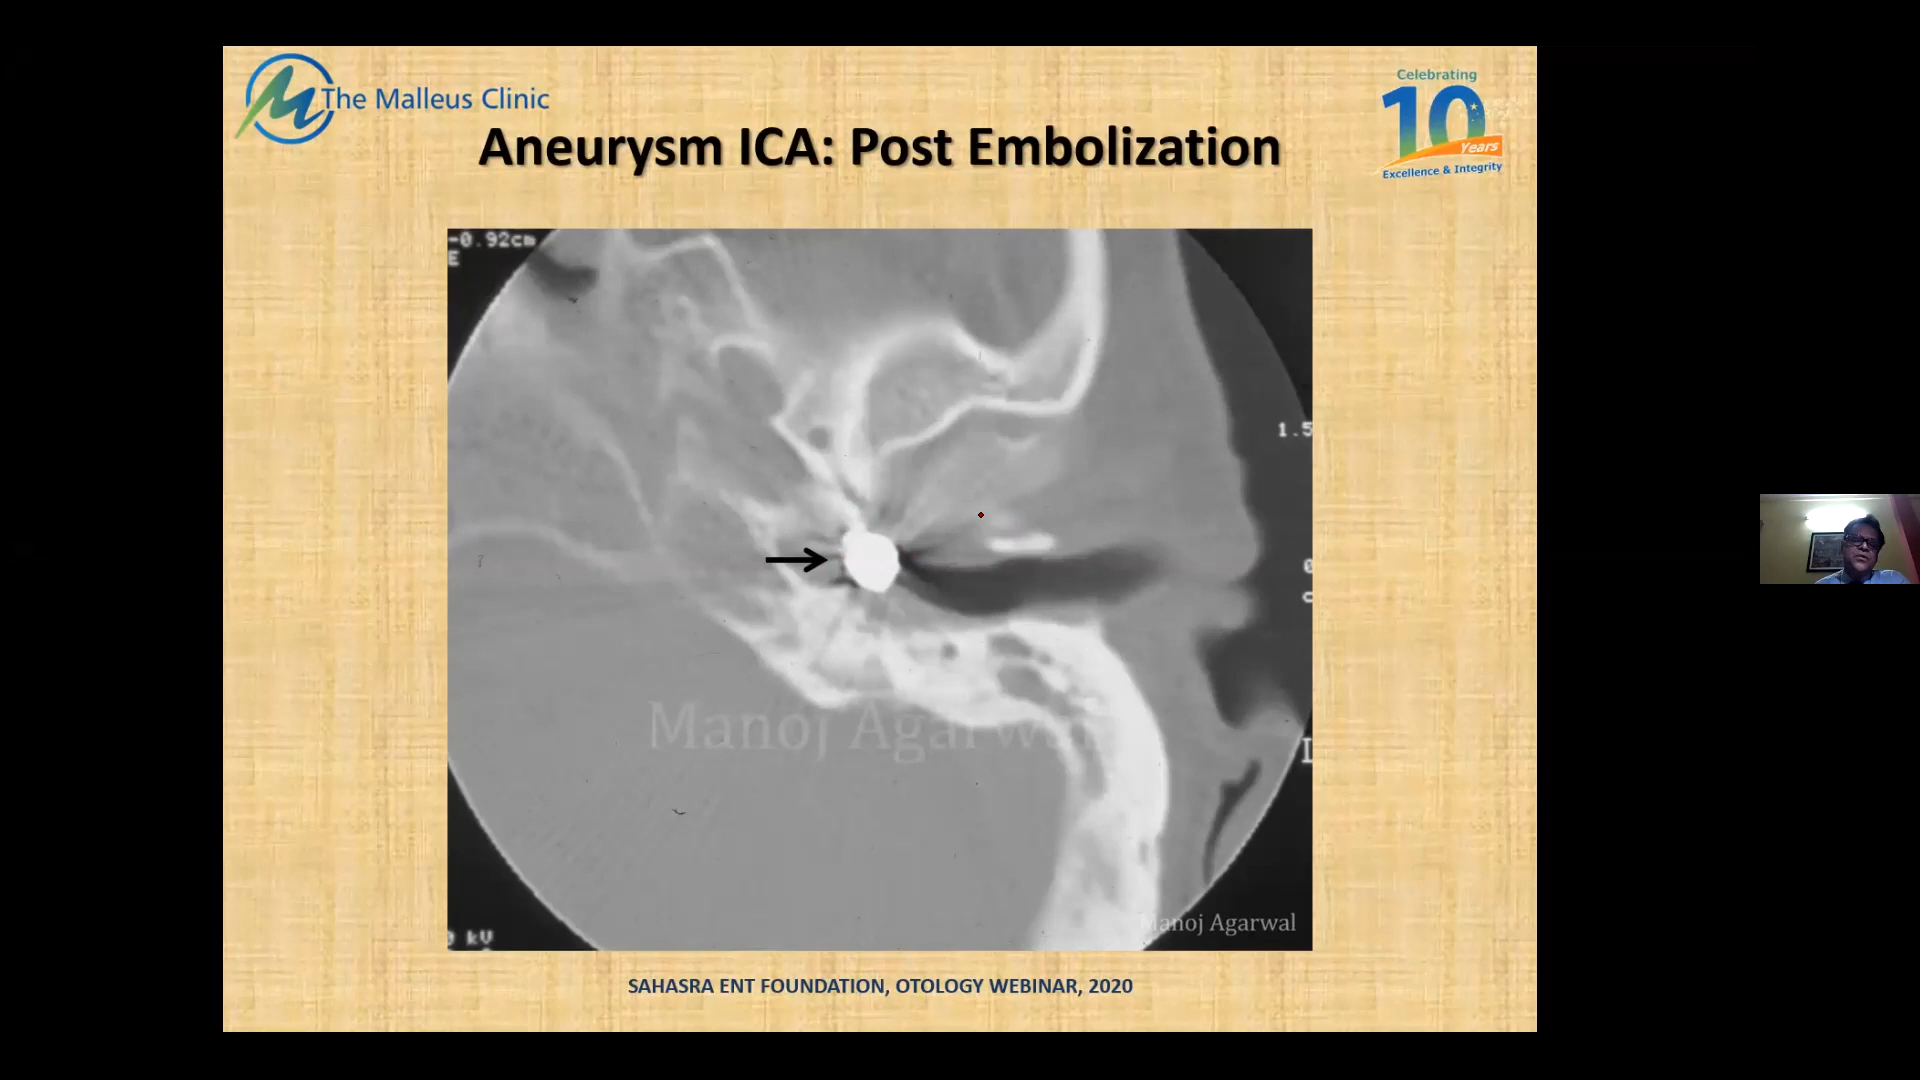 The Malleus Clinic
Celebrating
10
Years
Excellence & Integrity
Aneurysm ICA: Post Embolization
-0.92cm
E
1.5
0
c
Manoj Agarwal
Manoj Agarwal
kV
SAHASRA ENT FOUNDATION, OTOLOGY WEBINAR, 2020